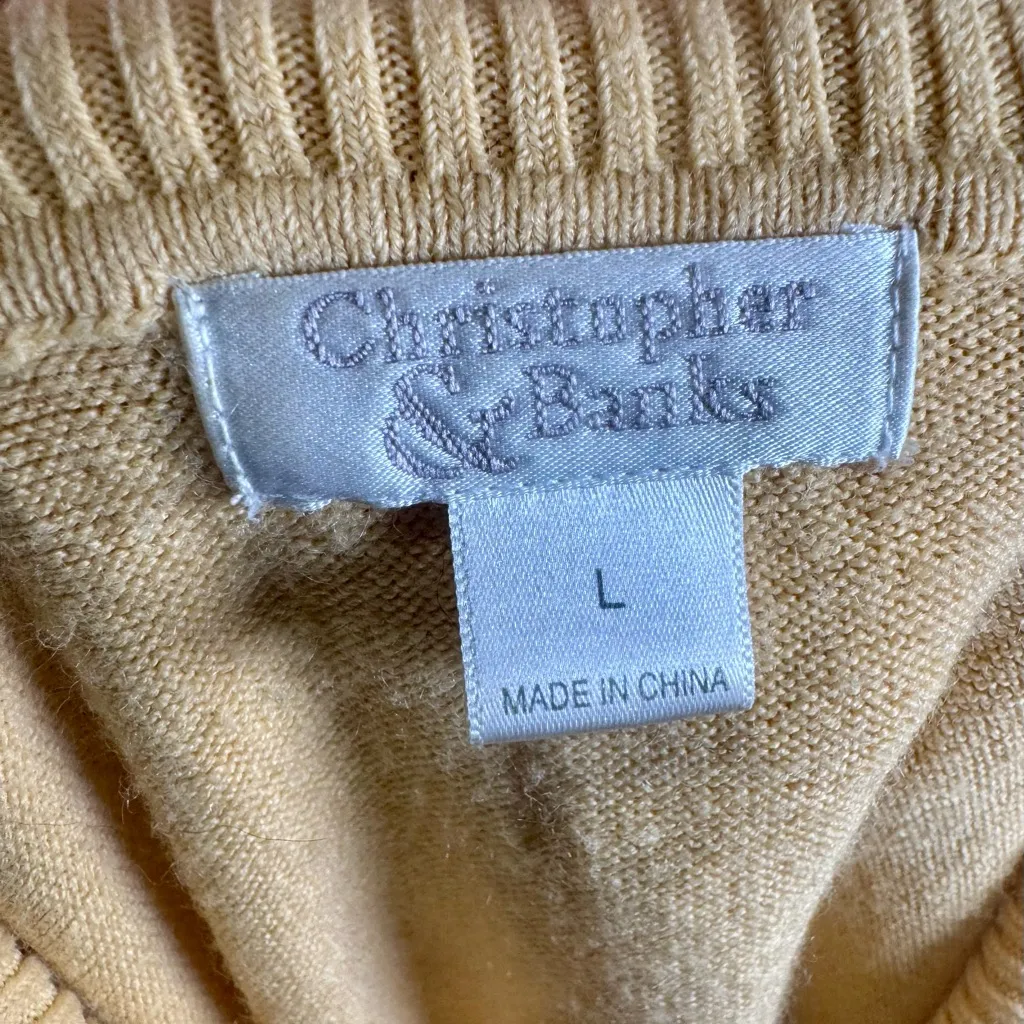 Christopher
& Banks
L
MADE IN CHINA